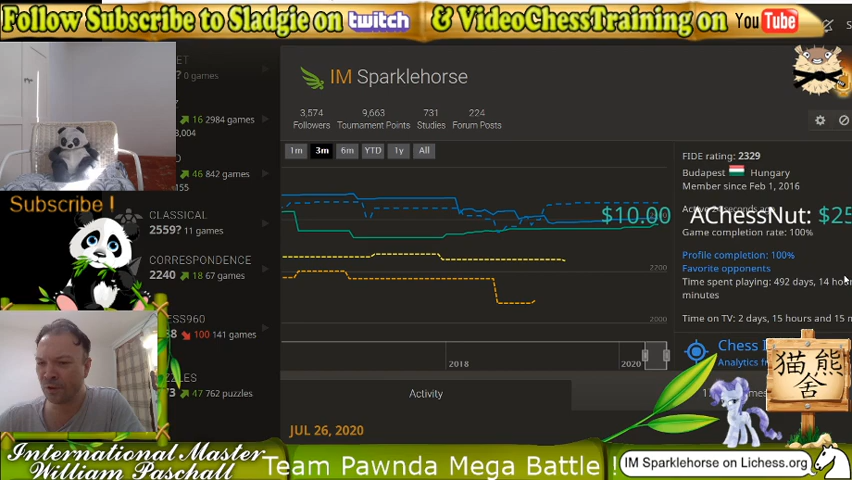 Follow Subscribe to Sladgie on twitch & VideoChessTraining on YouTube
? 0 games
16 2984 games
46 842 games
155
Subscribe !
CLASSICAL
2559? 11 games
CORRESPONDENCE
2240 18 67 games
ESS960
100 141 games
47 762 puzzles
IM Sparklehorse
3,574 Followers
9,663 Tournament Points
731 Studies
224 Forum Posts
1m 3m 6m YTD 1y All
2200
2000
2018
2020
Activity
JUL 26, 2020
FIDE rating: 2329
Budapest Hungary
Member since Feb 1, 2016
$10.00 AChessNut: $25
Game completion rate: 100%
Profile completion: 100%
Favorite opponents
Time spent playing: 492 days, 14 hou
minutes
Time on TV: 2 days, 15 hours and 15 m
Chess I
Analytics fr
猫熊舍
International Master
William Paschall
Team Pawnda Mega Battle !
IM Sparklehorse on Lichess.org